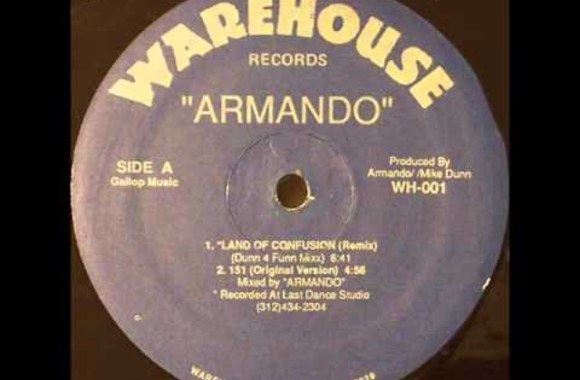 WAREHOUSE
RECORDS
"ARMANDO"
SIDE A
Gallop Music
Produced By
Armando/ /Mike Dunn
WH-001
1. *LAND OF CONFUSION (Remix)
(Dunn 4 Funn Mixx) 6:41
2. 151 (Original Version) 4:56
Mixed by "ARMANDO"
* Recorded At Last Dance Studio
(312)434-2304